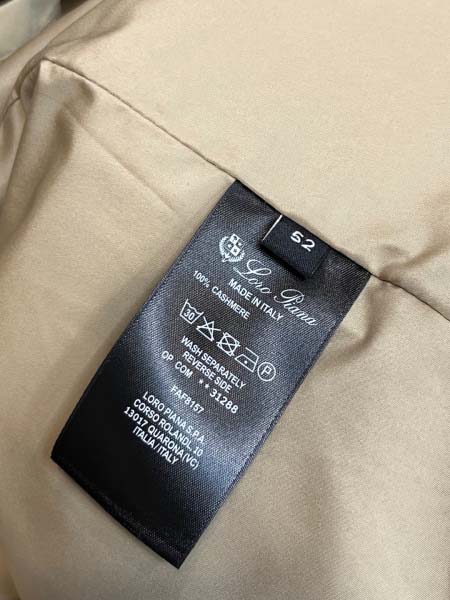 52
Loro Piana
MADE IN ITALY
100% CASHMERE
30 P
WASH SEPARATELY
REVERSE SIDE
OP COM ** 31288
FAF8157
LORO PIANA S.P.A.
CORSO ROLANDI, 10
13017 QUARONA (VC)
ITALIA/ITALY